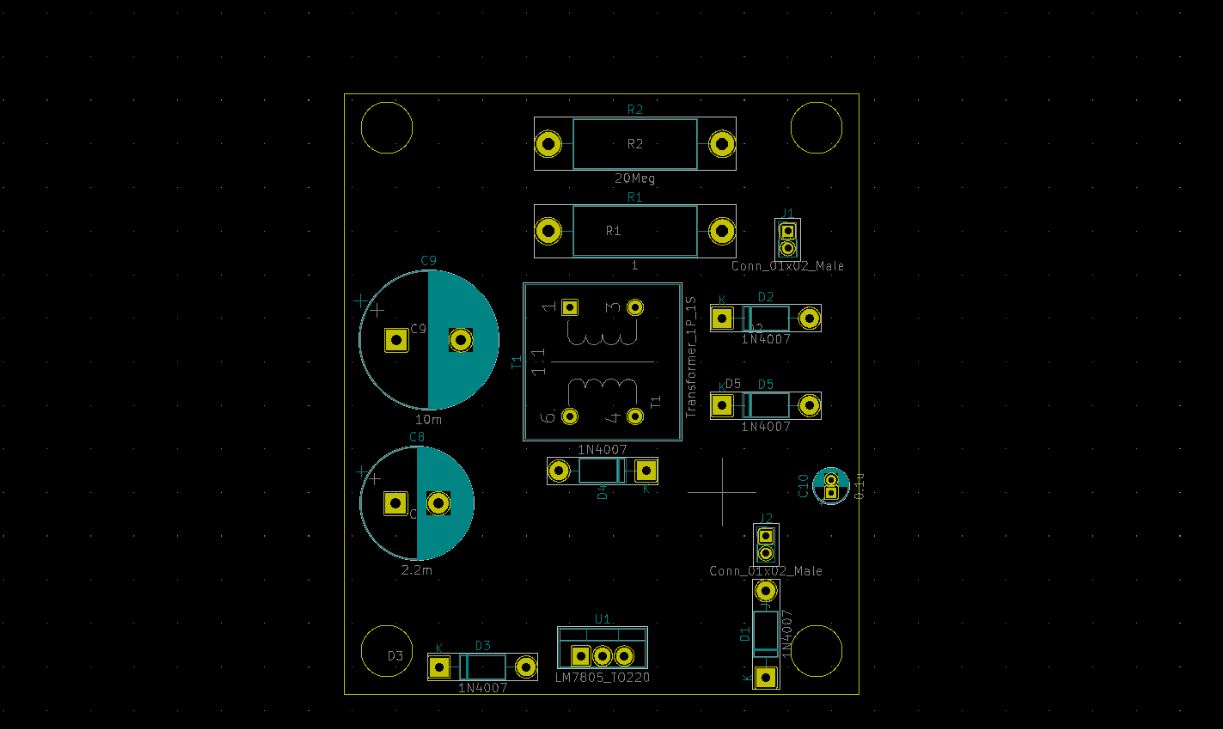 R2
R2
20Meg
R1
R1
1
J1
Conn_01x02_Male
C9
C9
10m
1
3
1:1
T1
T1
6
4
Transformer_1P_1S
K
D2
D2
1N4007
K
D5
D5
1N4007
C8
C
2.2m
1N4007
D4
K
C10
0.1u
J2
Conn_01x02_Male
D1
1N4007
K
U1
LM7805_TO220
D3
K
D3
1N4007